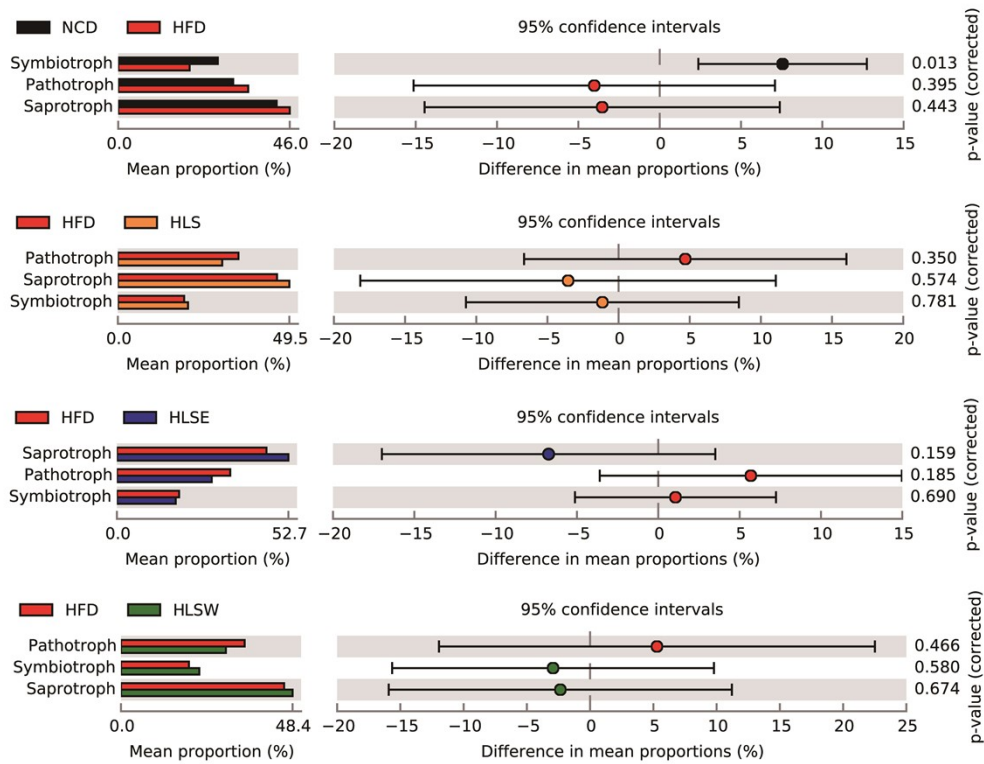 NCD HFD 95% confidence intervals
Symbiotroph 0.013
Pathotroph 0.395
Saprotroph 0.443
0.0 46.0 −20 −15 −10 −5 0 5 10 15
Mean proportion (%) Difference in mean proportions (%)
p-value (corrected)
HFD HLS 95% confidence intervals
Pathotroph 0.350
Saprotroph 0.574
Symbiotroph 0.781
0.0 49.5 −20 −15 −10 −5 0 5 10 15 20
Mean proportion (%) Difference in mean proportions (%)
p-value (corrected)
HFD HLSE 95% confidence intervals
Saprotroph 0.159
Pathotroph 0.185
Symbiotroph 0.690
0.0 52.7 −20 −15 −10 −5 0 5 10 15
Mean proportion (%) Difference in mean proportions (%)
p-value (corrected)
HFD HLSW 95% confidence intervals
Pathotroph 0.466
Symbiotroph 0.580
Saprotroph 0.674
0.0 48.4 −20 −15 −10 −5 0 5 10 15 20 25
Mean proportion (%) Difference in mean proportions (%)
p-value (corrected)